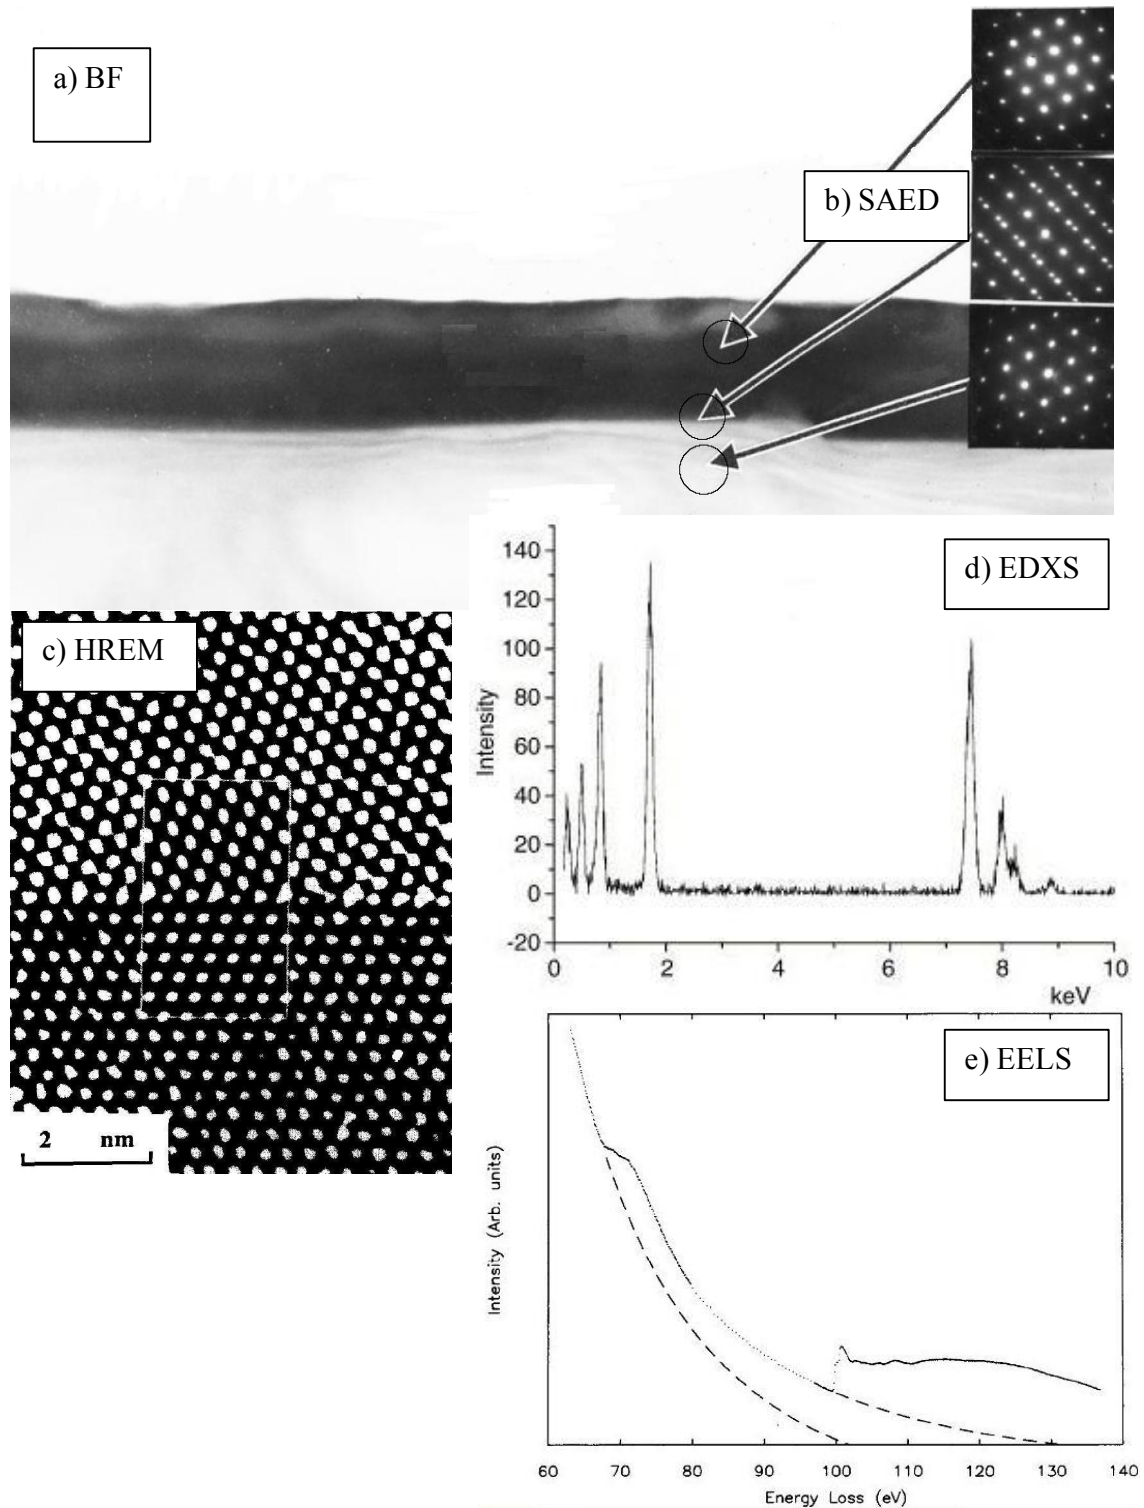 a) BF
b) SAED
c) HREM
2 nm
d) EDXS
Intensity
140
120
100
80
60
40
20
0
-20
0 2 4 6 8 10
keV
e) EELS
Intensity (Arb. units)
60 70 80 90 100 110 120 130 140
Energy Loss (eV)